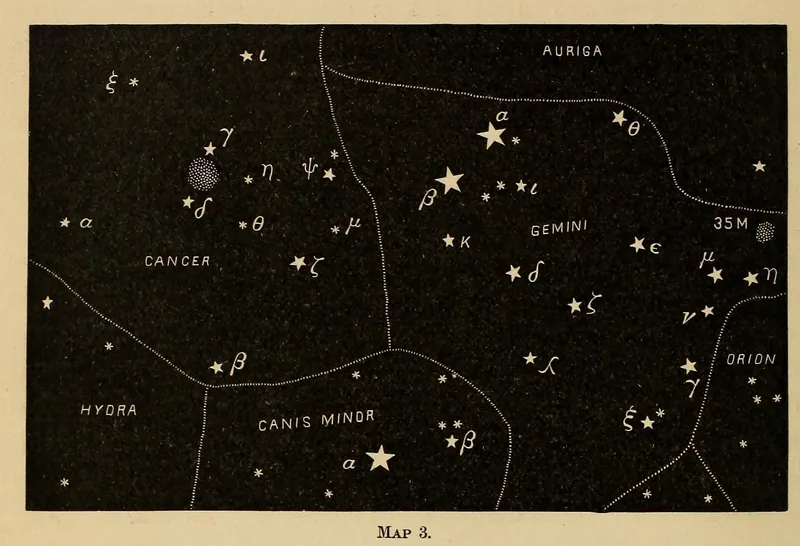 AURIGA
ι
ξ
α
θ
γ
η
ψ
β
ι
δ
35M
α
θ
μ
GEMINI
CANCER
κ
ε
μ
ζ
δ
η
ζ
ν
β
λ
ORION
γ
HYDRA
CANIS MINOR
ξ
β
α
MAP 3.